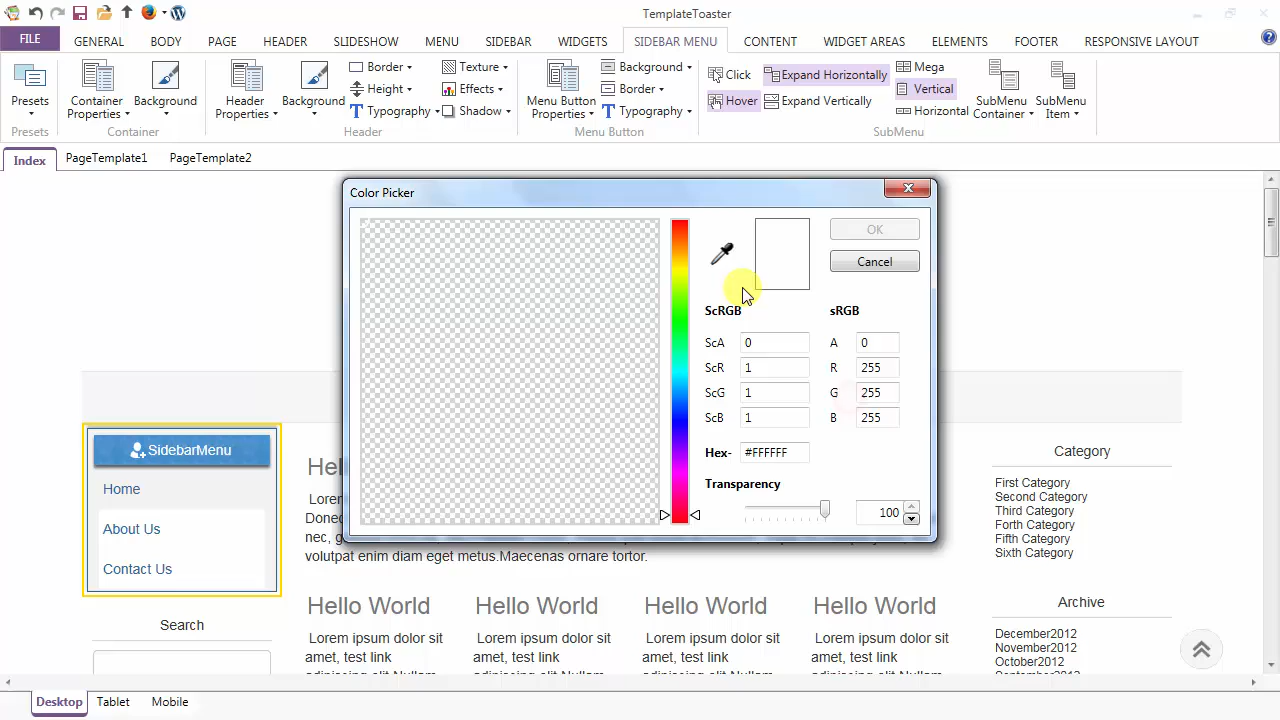 TemplateToaster
FILE GENERAL BODY PAGE HEADER SLIDESHOW MENU SIDEBAR WIDGETS SIDEBAR MENU CONTENT WIDGET AREAS ELEMENTS FOOTER RESPONSIVE LAYOUT
Presets
Container Properties
Background
Header Properties
Background
Border
Height
Typography
Texture
Effects
Shadow
Menu Button Properties
Background
Border
Typography
Click
Hover
Expand Horizontally
Expand Vertically
Mega
Vertical
Horizontal
SubMenu Container
SubMenu Item
Presets Container Header Menu Button SubMenu
Index PageTemplate1 PageTemplate2
Color Picker
OK
Cancel
ScRGB sRGB
ScA 0 A 0
ScR 1 R 255
ScG 1 G 255
ScB 1 B 255
Hex- #FFFFFF
Transparency
100
SidebarMenu
Home
About Us
Contact Us
Search
Hel
Lorem
Donec
nec, g
volutpat enim diam eget metus.Maecenas ornare tortor.
Hello World Hello World Hello World Hello World
Lorem ipsum dolor sit Lorem ipsum dolor sit Lorem ipsum dolor sit Lorem ipsum dolor sit
amet, test link amet, test link amet, test link amet, test link
Category
First Category
Second Category
Third Category
Forth Category
Fifth Category
Sixth Category
Archive
December2012
November2012
October2012
Desktop Tablet Mobile